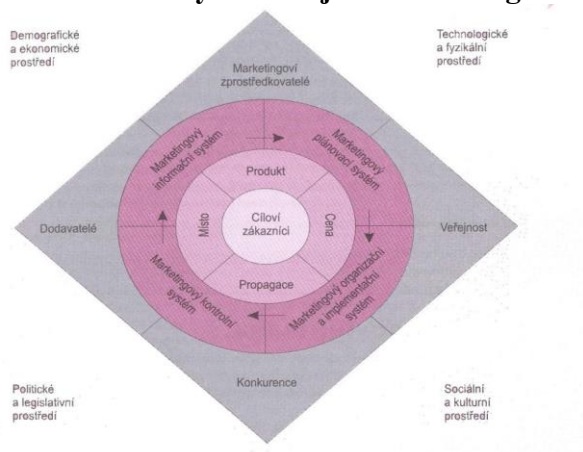 Demografické
a ekonomické
prostředí
Technologické
a fyzikální
prostředí
Marketingoví
zprostředkovatelé
Marketingový
informační systém
Marketingový
plánovací systém
Produkt
Dodavatelé
Místo
Cíloví
zákazníci
Cena
Veřejnost
Propagace
Marketingový kontrolní
systém
Marketingový organizační
a implementační
systém
Konkurence
Politické
a legislativní
prostředí
Sociální
a kulturní
prostředí